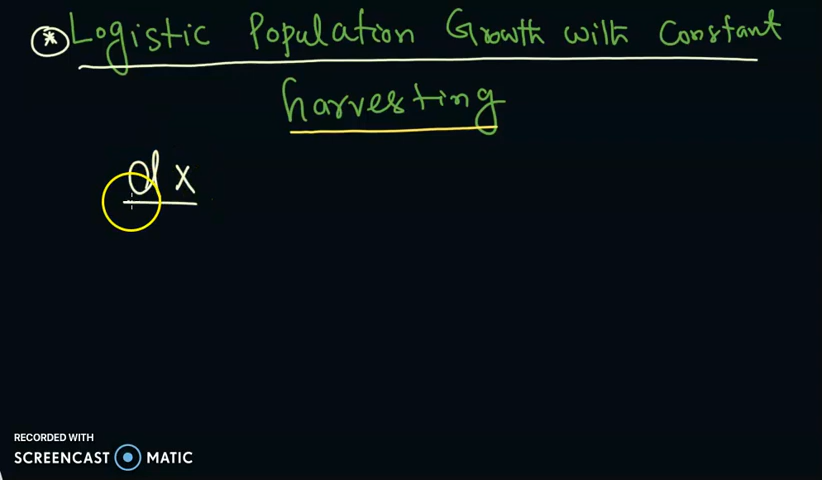 * Logistic Population Growth with Constant
harvesting
dx
RECORDED WITH
SCREENCAST MATIC